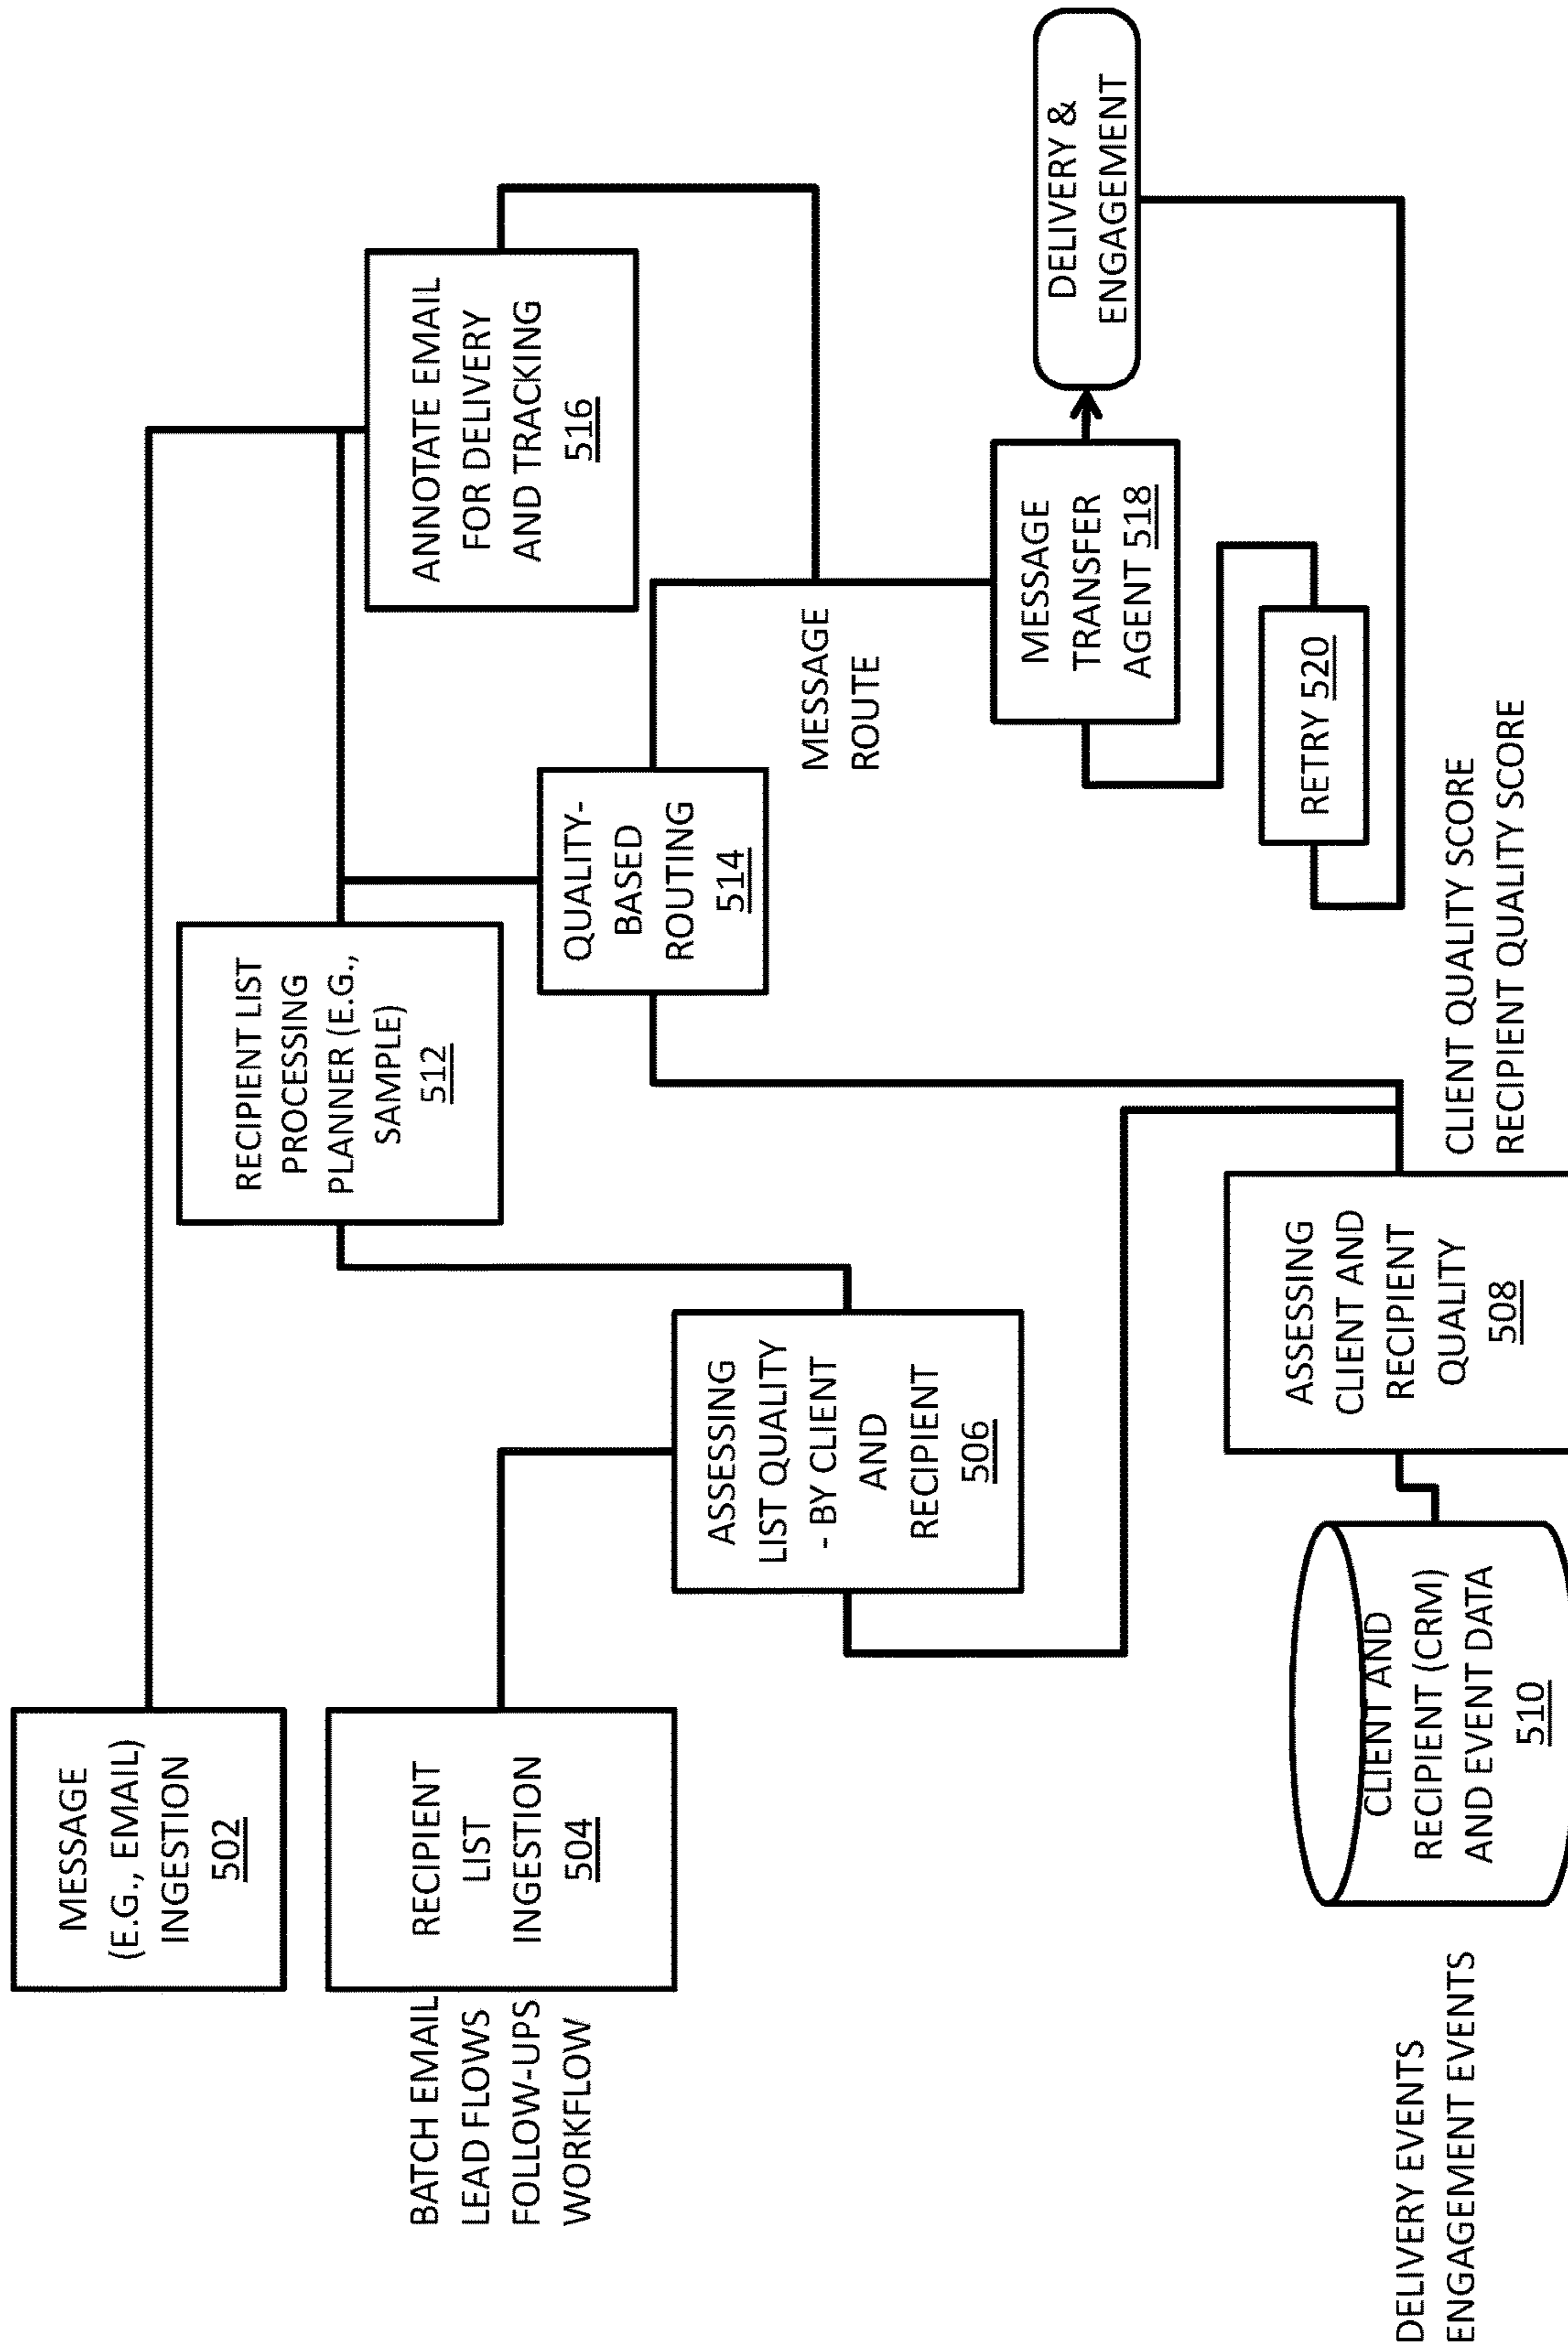 MESSAGE
(E.G., EMAIL)
INGESTION
502
BATCH EMAIL
LEAD FLOWS
FOLLOW-UPS
WORKFLOW
RECIPIENT
LIST
INGESTION
504
RECIPIENT LIST
PROCESSING
PLANNER (E.G.,
SAMPLE)
512
ANNOTATE EMAIL
FOR DELIVERY
AND TRACKING
516
QUALITY-
BASED
ROUTING
514
ASSESSING
LIST QUALITY
- BY CLIENT
AND
RECIPIENT
506
MESSAGE
ROUTE
MESSAGE
TRANSFER
AGENT 518
DELIVERY &
ENGAGEMENT
RETRY 520
DELIVERY EVENTS
ENGAGEMENT EVENTS
CLIENT AND
RECIPIENT (CRM)
AND EVENT DATA
510
ASSESSING
CLIENT AND
RECIPIENT
QUALITY
508
CLIENT QUALITY SCORE
RECIPIENT QUALITY SCORE